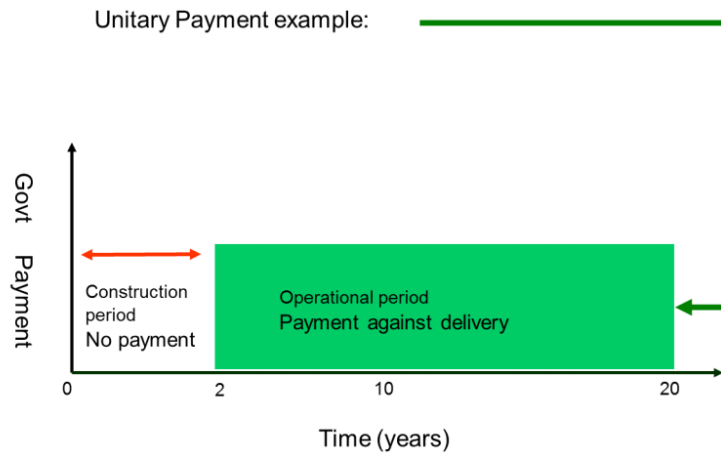 Unitary Payment example:
Govt Payment
Construction
period
No payment
Operational period
Payment against delivery
0
2
10
20
Time (years)